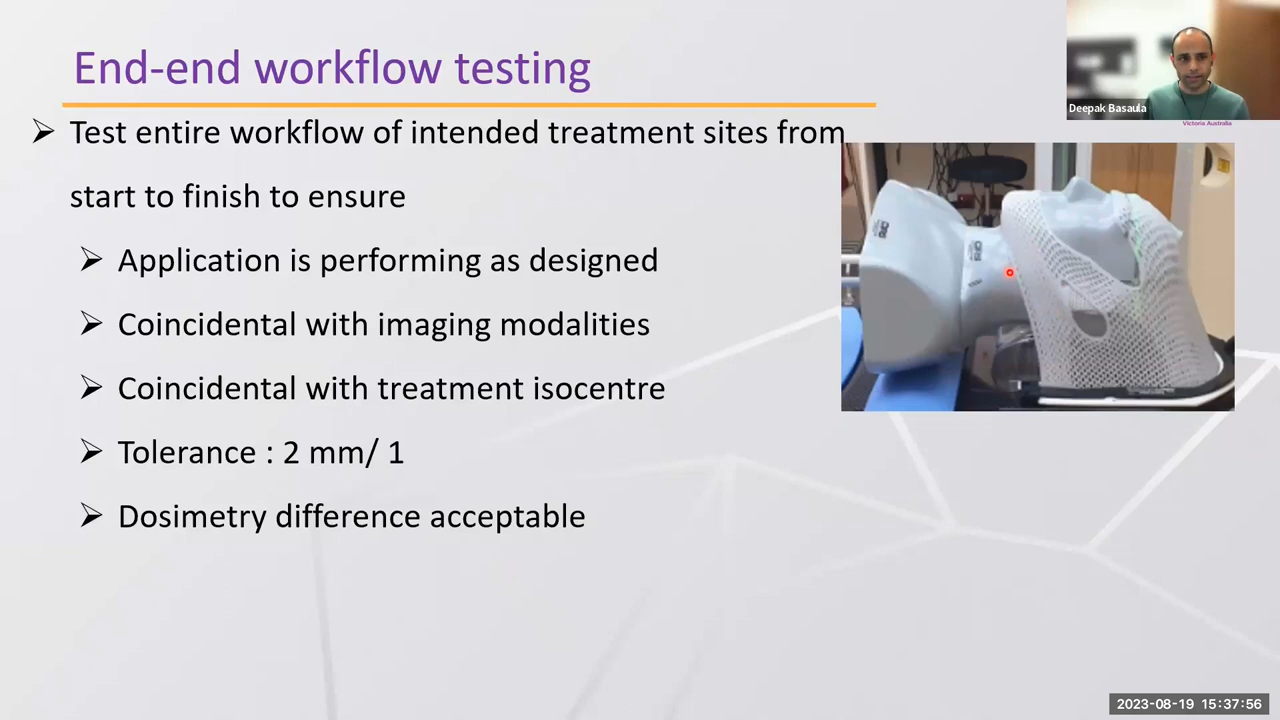 End-end workflow testing
Deepak Basaula
Victoria Australia
➢ Test entire workflow of intended treatment sites from
start to finish to ensure
➢ Application is performing as designed
➢ Coincidental with imaging modalities
➢ Coincidental with treatment isocentre
➢ Tolerance : 2 mm/ 1
➢ Dosimetry difference acceptable
CIRS
CIRS
2023-08-19 15:37:56